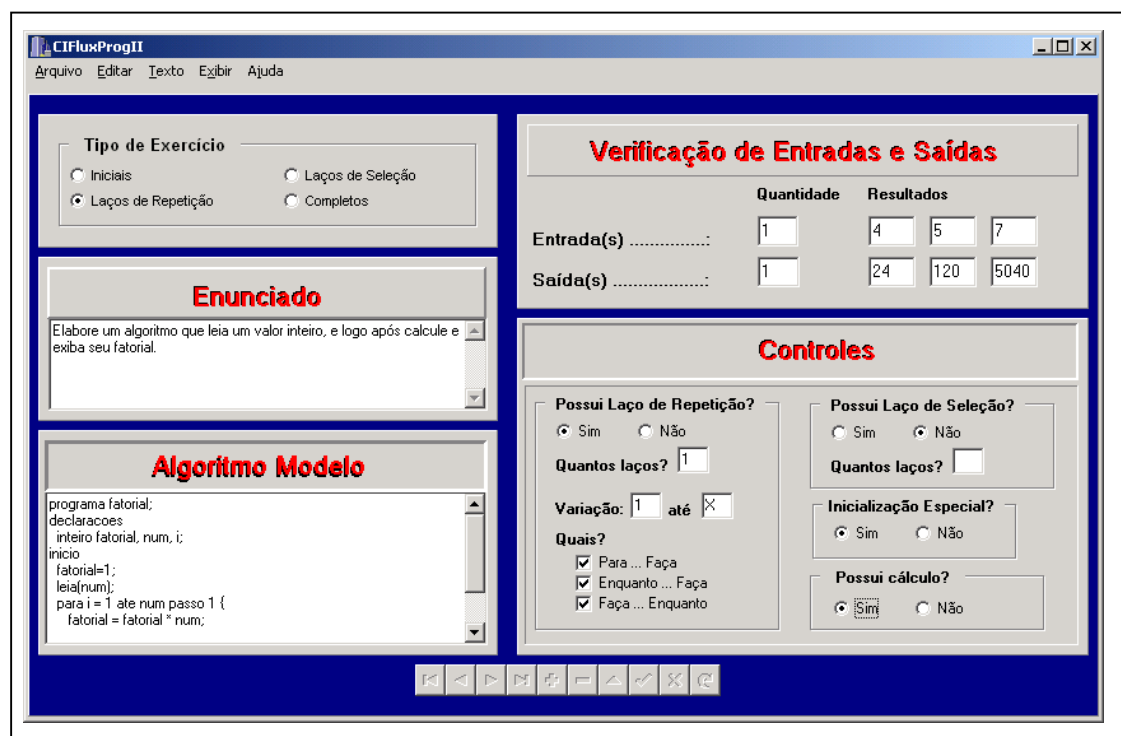 CIFluxProgII
Arquivo Editar Texto Exibir Ajuda
Tipo de Exercício
Iniciais
Laços de Seleção
Laços de Repetição
Completos
Enunciado
Elabore um algoritmo que leia um valor inteiro, e logo após calcule e
exiba seu fatorial.
Algoritmo Modelo
programa fatorial;
declaracoes
inteiro fatorial, num, i;
inicio
fatorial=1;
leia(num);
para i = 1 ate num passo 1 {
fatorial = fatorial * num;
Verificação de Entradas e Saídas
Quantidade Resultados
Entrada(s) ..............: 1 4 5 7
Saída(s) ..................: 1 24 120 5040
Controles
Possui Laço de Repetição?
Sim Não
Quantos laços? 1
Variação: 1 até X
Quais?
Para ... Faça
Enquanto ... Faça
Faça ... Enquanto
Possui Laço de Seleção?
Sim Não
Quantos laços?
Inicialização Especial?
Sim Não
Possui cálculo?
Sim Não